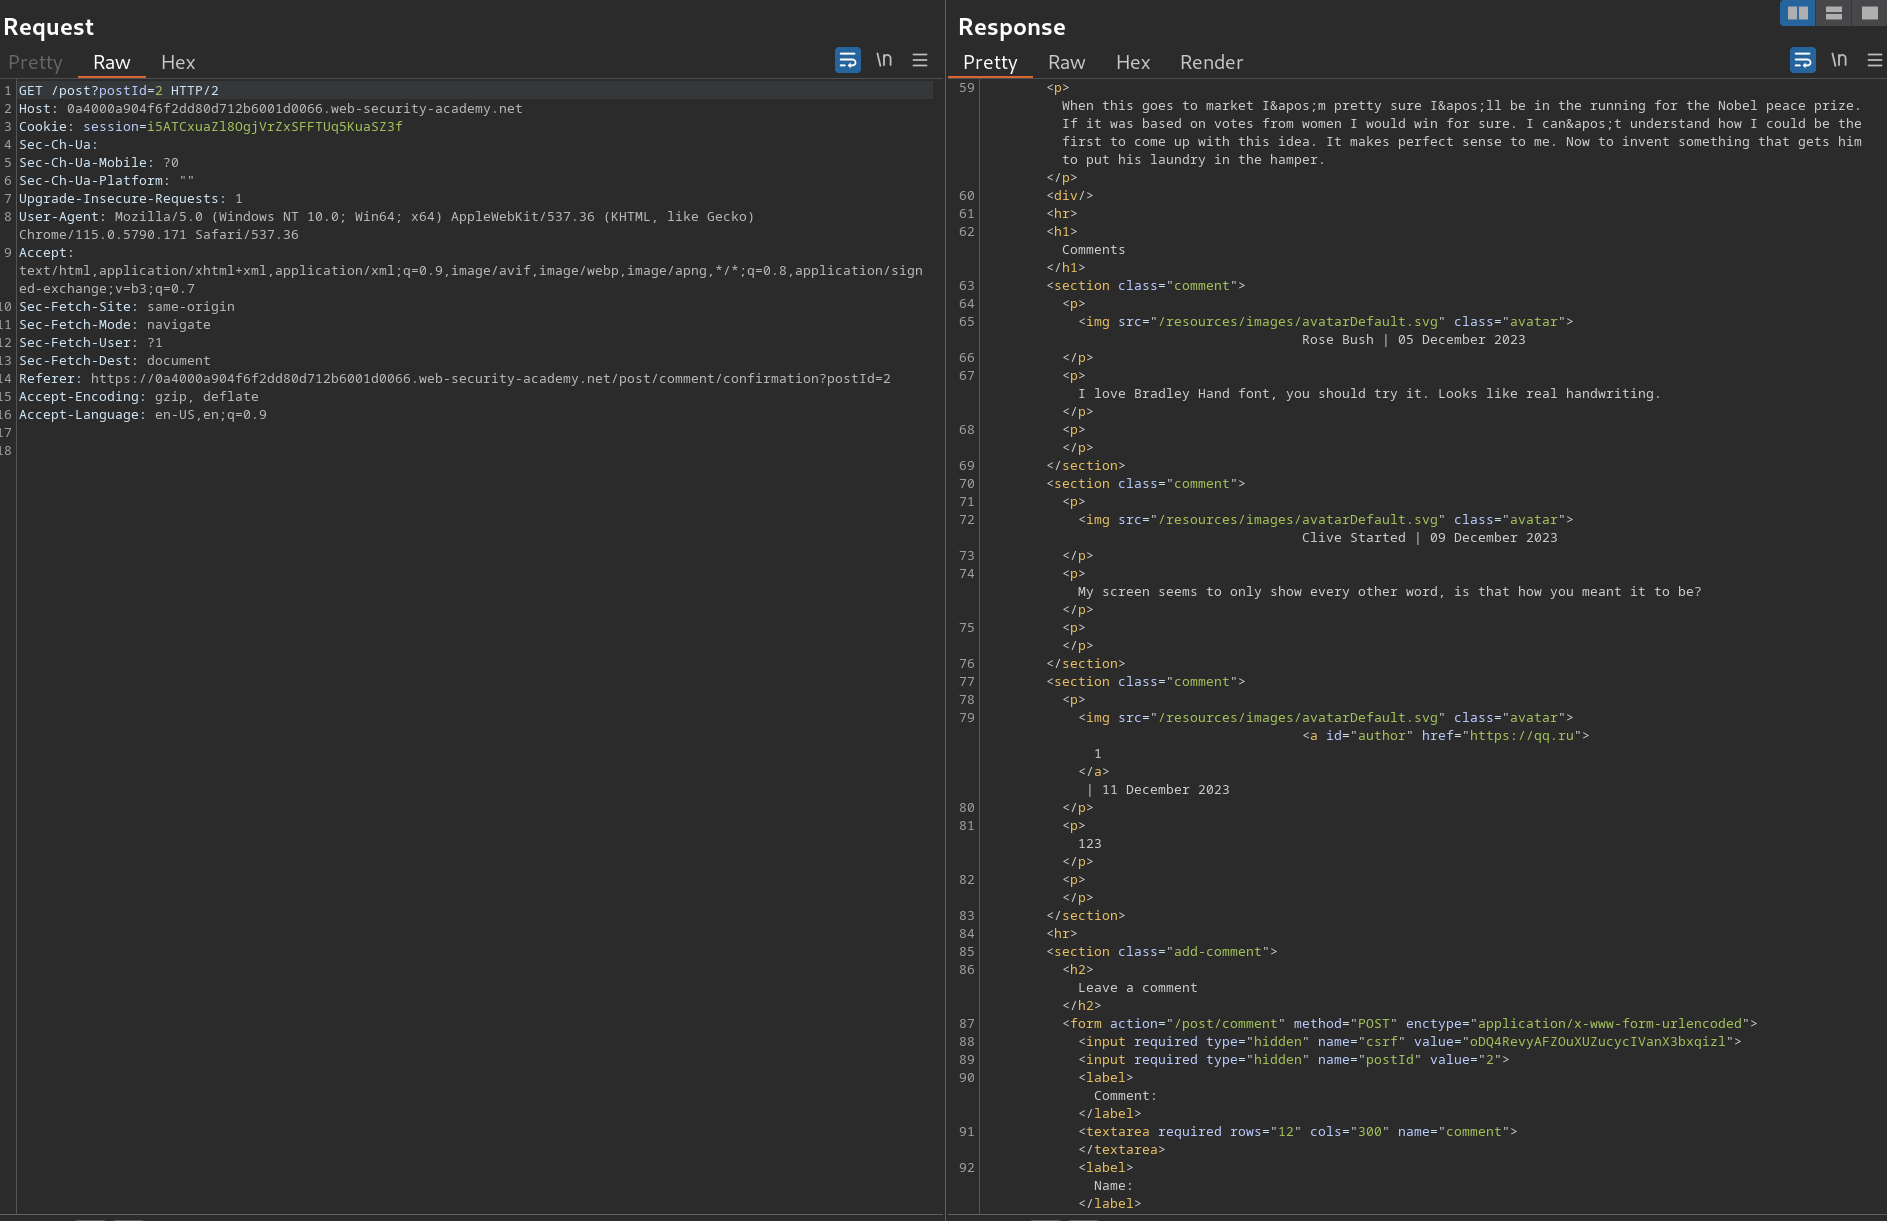 Request
Pretty Raw Hex
\n
1 GET /post?postId=2 HTTP/2
2 Host: 0a4000a904f6f2dd80d712b6001d0066.web-security-academy.net
3 Cookie: session=i5ATCxuaZl8OgjVrZxSFFTUq5KuaSZ3f
4 Sec-Ch-Ua:
5 Sec-Ch-Ua-Mobile: ?0
6 Sec-Ch-Ua-Platform: ""
7 Upgrade-Insecure-Requests: 1
8 User-Agent: Mozilla/5.0 (Windows NT 10.0; Win64; x64) AppleWebKit/537.36 (KHTML, like Gecko)
Chrome/115.0.5790.171 Safari/537.36
9 Accept:
text/html,application/xhtml+xml,application/xml;q=0.9,image/avif,image/webp,image/apng,*/*;q=0.8,application/sign
ed-exchange;v=b3;q=0.7
10 Sec-Fetch-Site: same-origin
11 Sec-Fetch-Mode: navigate
12 Sec-Fetch-User: ?1
13 Sec-Fetch-Dest: document
14 Referer: https://0a4000a904f6f2dd80d712b6001d0066.web-security-academy.net/post/comment/confirmation?postId=2
15 Accept-Encoding: gzip, deflate
16 Accept-Language: en-US,en;q=0.9
17
18
Response
Pretty Raw Hex Render
\n
59 <p>
When this goes to market I&apos;m pretty sure I&apos;ll be in the running for the Nobel peace prize.
If it was based on votes from women I would win for sure. I can&apos;t understand how I could be the
first to come up with this idea. It makes perfect sense to me. Now to invent something that gets him
to put his laundry in the hamper.
</p>
60 <div/>
61 <hr>
62 <h1>
Comments
</h1>
63 <section class="comment">
64 <p>
65 <img src="/resources/images/avatarDefault.svg" class="avatar">
Rose Bush | 05 December 2023
66 </p>
67 <p>
I love Bradley Hand font, you should try it. Looks like real handwriting.
</p>
68 <p>
</p>
69 </section>
70 <section class="comment">
71 <p>
72 <img src="/resources/images/avatarDefault.svg" class="avatar">
Clive Started | 09 December 2023
73 </p>
74 <p>
My screen seems to only show every other word, is that how you meant it to be?
</p>
75 <p>
</p>
76 </section>
77 <section class="comment">
78 <p>
79 <img src="/resources/images/avatarDefault.svg" class="avatar">
<a id="author" href="https://qq.ru">
1
</a>
| 11 December 2023
80 </p>
81 <p>
123
</p>
82 <p>
</p>
83 </section>
84 <hr>
85 <section class="add-comment">
86 <h2>
Leave a comment
</h2>
87 <form action="/post/comment" method="POST" enctype="application/x-www-form-urlencoded">
88 <input required type="hidden" name="csrf" value="oDQ4RevyAFZOuXUZucycIVanX3bxqizl">
89 <input required type="hidden" name="postId" value="2">
90 <label>
Comment:
</label>
91 <textarea required rows="12" cols="300" name="comment">
</textarea>
92 <label>
Name:
</label>